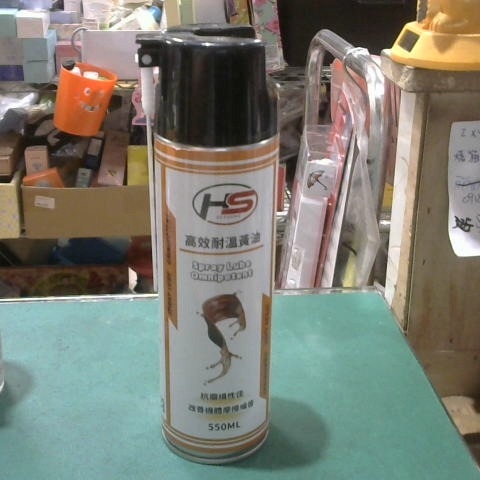 HS
高效耐溫黃油
Spray Lube
Omnipotent
抗磨損性佳
改善機體摩擦噪音
550ML